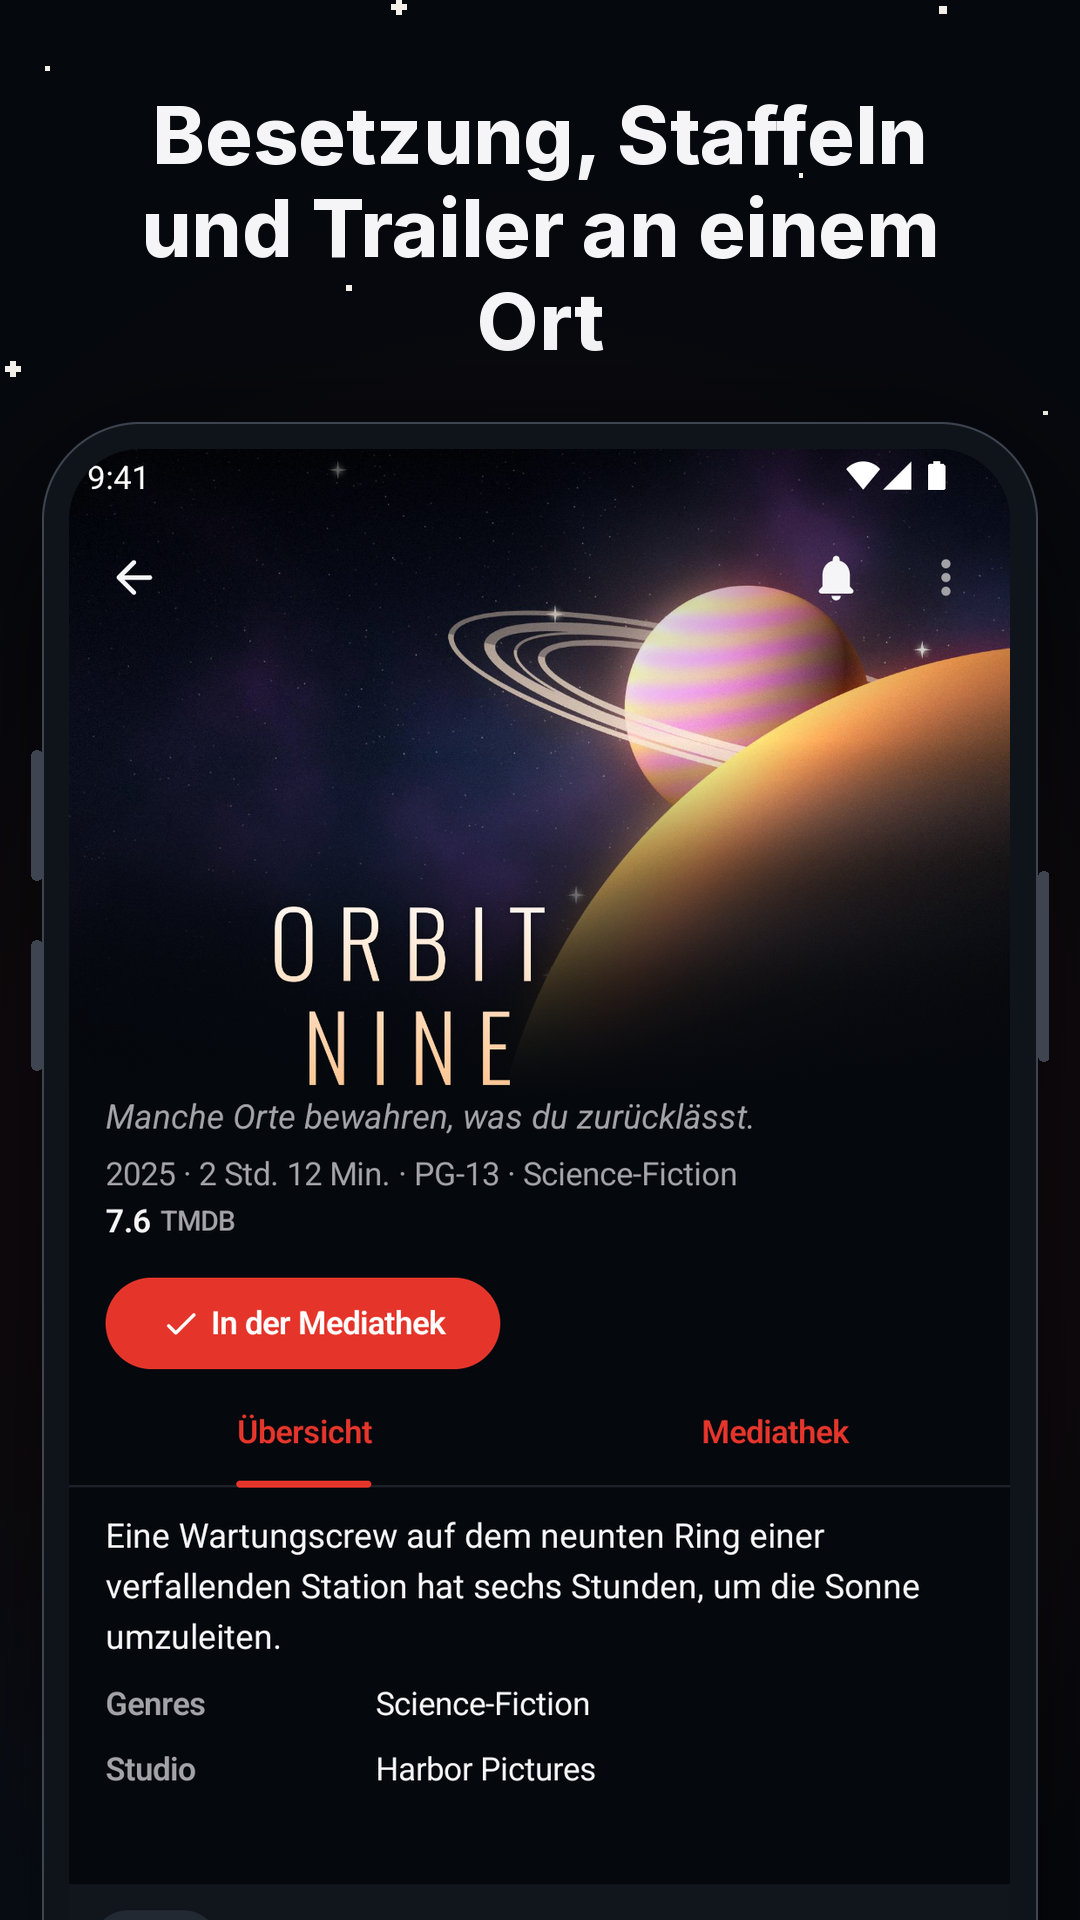 Besetzung, Staffeln
und Trailer an einem
Ort
9:41
ORBIT
NINE
Manche Orte bewahren, was du zurücklässt.
2025 · 2 Std. 12 Min. · PG-13 · Science-Fiction
7.6 TMDB
In der Mediathek
Übersicht
Mediathek
Eine Wartungscrew auf dem neunten Ring einer
verfallenden Station hat sechs Stunden, um die Sonne
umzuleiten.
Genres
Science-Fiction
Studio
Harbor Pictures